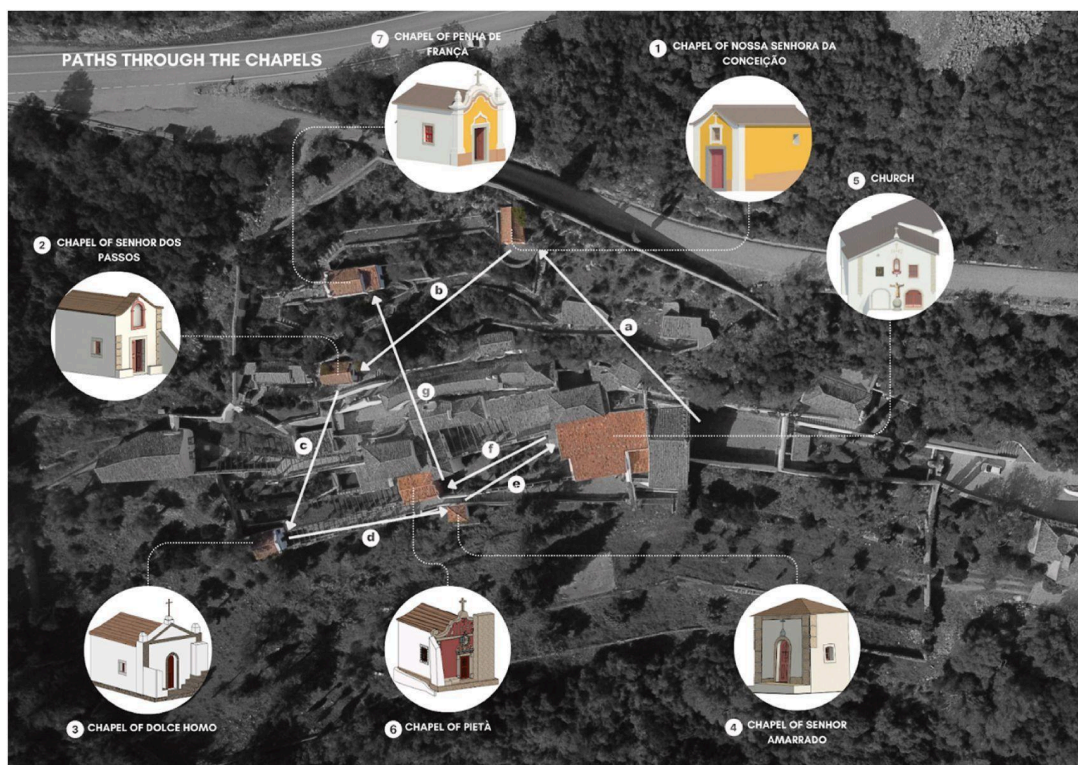 PATHS THROUGH THE CHAPELS
7 CHAPEL OF PENHA DE
FRANÇA
1 CHAPEL OF NOSSA SENHORA DA
CONCEIÇÃO
5 CHURCH
2 CHAPEL OF SENHOR DOS
PASSOS
b
a
g
c
f
e
d
3 CHAPEL OF DOLCE HOMO
6 CHAPEL OF PIETÀ
4 CHAPEL OF SENHOR
AMARRADO